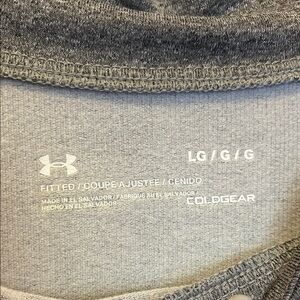 LG / G / G
FITTED / COUPE AJUSTÉE / CEÑIDO
MADE IN EL SALVADOR / FABRIQUÉ AU EL SALVADOR
HECHO EN EL SALVADOR
COLDGEAR